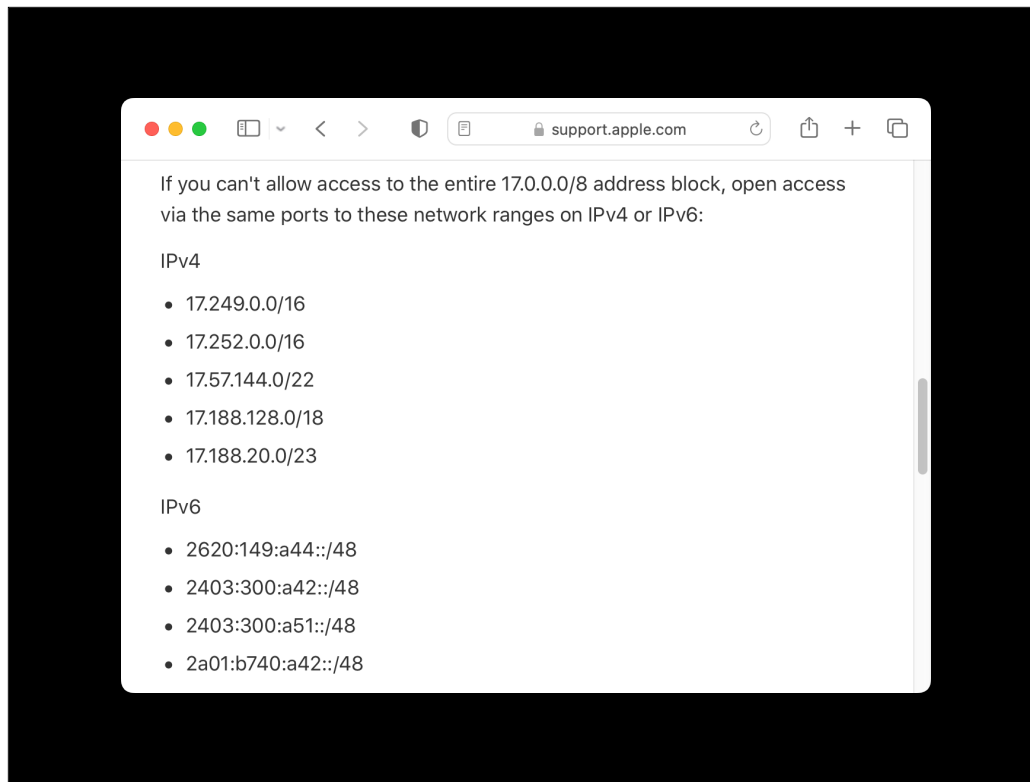 support.apple.com
If you can't allow access to the entire 17.0.0.0/8 address block, open access
via the same ports to these network ranges on IPv4 or IPv6:
IPv4
• 17.249.0.0/16
• 17.252.0.0/16
• 17.57.144.0/22
• 17.188.128.0/18
• 17.188.20.0/23
IPv6
• 2620:149:a44::/48
• 2403:300:a42::/48
• 2403:300:a51::/48
• 2a01:b740:a42::/48